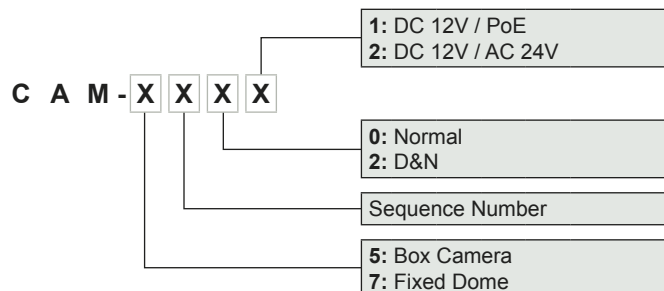 1: DC 12V / PoE
2: DC 12V / AC 24V
C A M - X X X X
0: Normal
2: D&N
Sequence Number
5: Box Camera
7: Fixed Dome